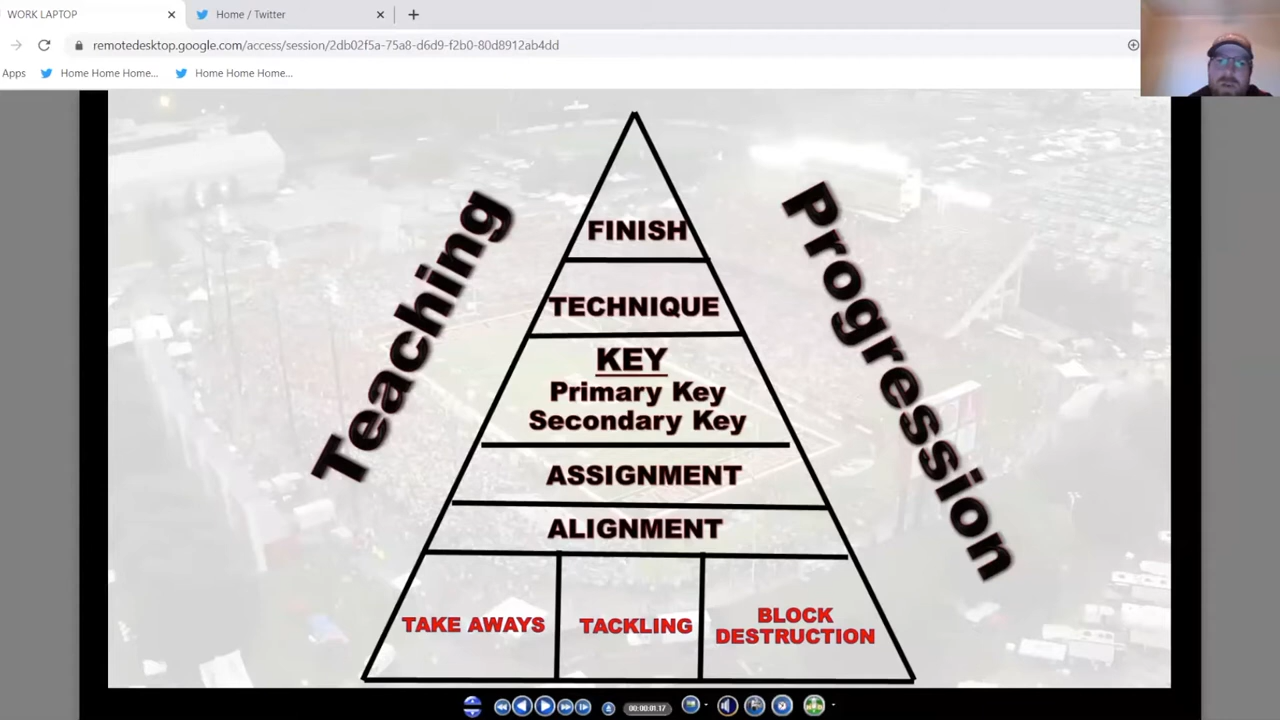 WORK LAPTOP
Home / Twitter
remotedesktop.google.com/access/session/2db02f5a-75a8-d6d9-f2b0-80d8912ab4dd
Apps
Home Home Home...
Home Home Home...
Teaching
Progression
FINISH
TECHNIQUE
KEY
Primary Key
Secondary Key
ASSIGNMENT
ALIGNMENT
TAKE AWAYS
TACKLING
BLOCK
DESTRUCTION
00:00:01.17